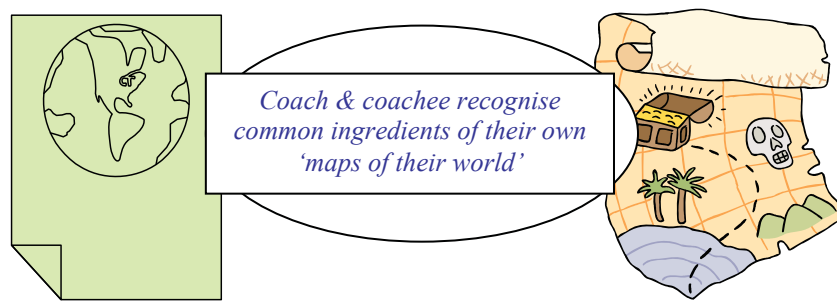 Coach & coachee recognise
common ingredients of their own
‘maps of their world’